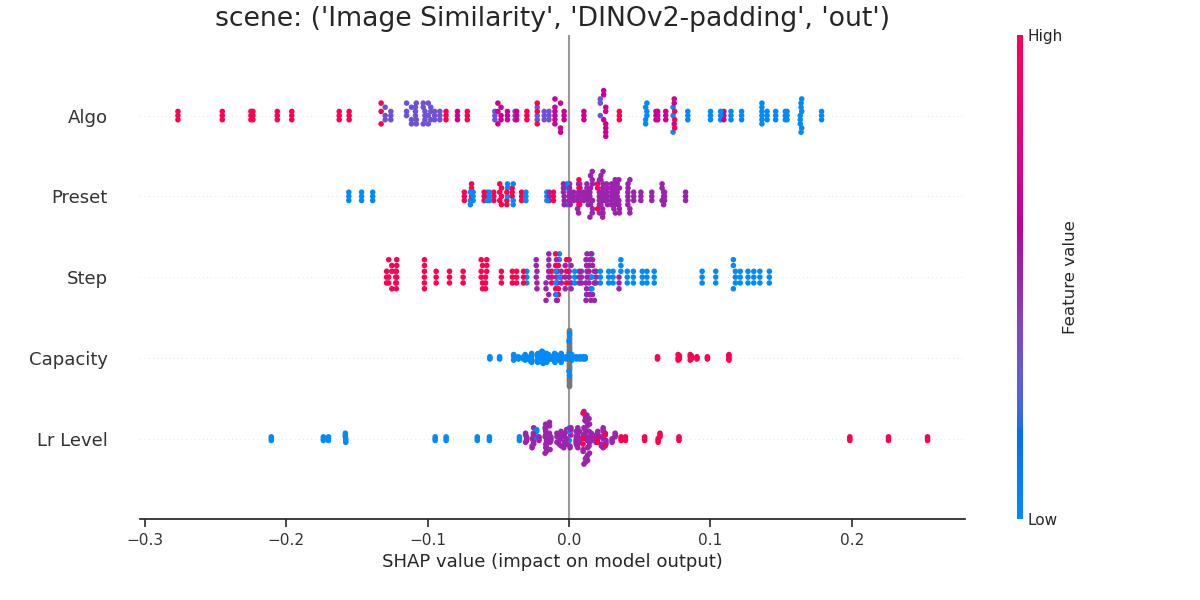 scene: ('Image Similarity', 'DINOv2-padding', 'out')
High
Algo
Preset
Step
Capacity
Lr Level
Feature value
Low
−0.3
−0.2
−0.1
0.0
0.1
0.2
SHAP value (impact on model output)